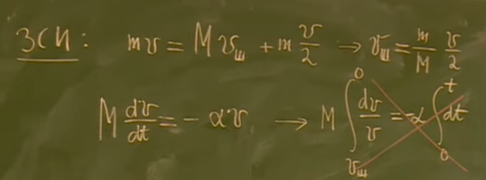 ЗСИ: mv = Mv_ш + m v/2 → v_ш = m/M v/2
M dv/dt = - αv → M ∫_{v_ш}^{0} dv/v = -α ∫_{0}^{t} dt